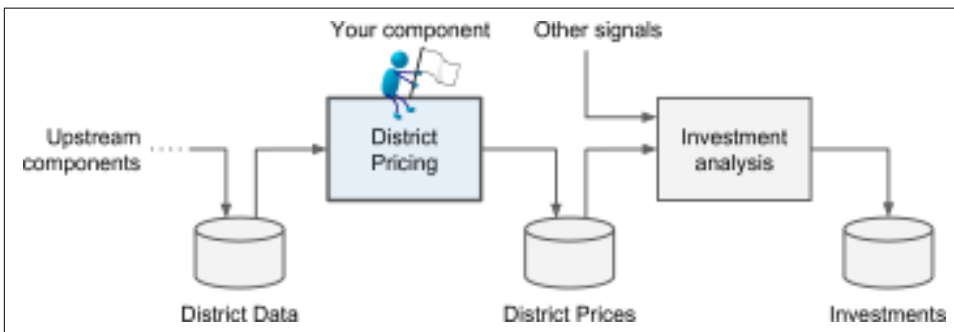 Your component
Other signals
Upstream
components
District
Pricing
Investment
analysis
District Data
District Prices
Investments